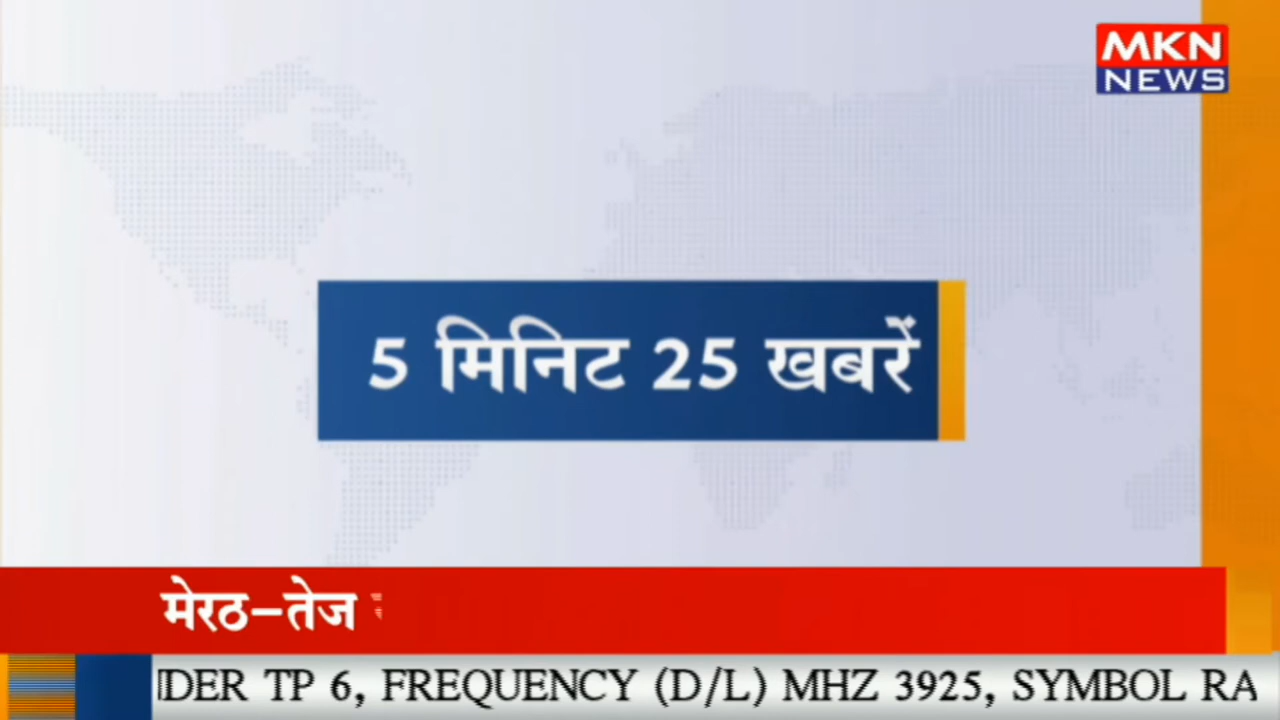 MKN
NEWS
5 मिनिट 25 खबरें
मेरठ–तेज
DER TP 6, FREQUENCY (D/L) MHZ 3925, SYMBOL RA